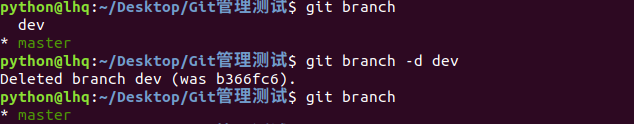 python@lhq:~/Desktop/Git管理测试$ git branch
  dev
* master
python@lhq:~/Desktop/Git管理测试$ git branch -d dev
Deleted branch dev (was b366fc6).
python@lhq:~/Desktop/Git管理测试$ git branch
* master